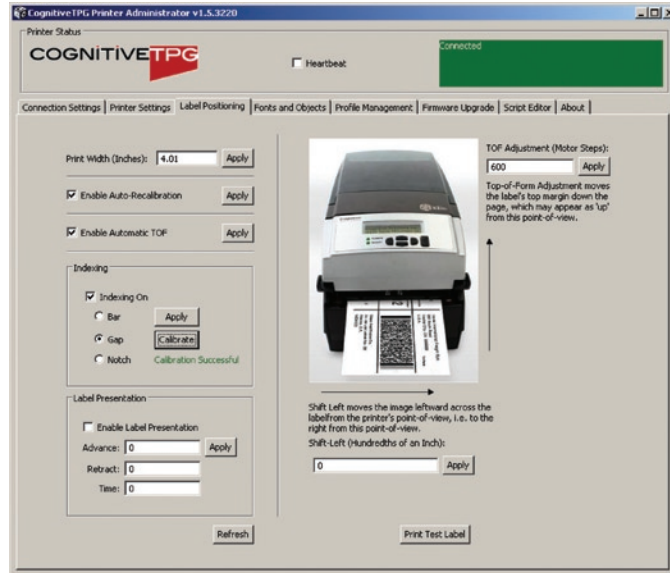 CognitiveTPG Printer Administrator v1.5.3220
Printer Status
COGNITIVETPG
Heartbeat
Connected
Connection Settings
Printer Settings
Label Positioning
Fonts and Objects
Profile Management
Firmware Upgrade
Script Editor
About
Print Width (Inches): 4.01 Apply
Enable Auto-Recalibration Apply
Enable Automatic TOF Apply
Indexing
Indexing On
Bar Apply
Gap Calibrate
Notch Calibration Successful
Label Presentation
Enable Label Presentation
Advance: 0 Apply
Retract: 0
Time: 0
Refresh
TOF Adjustment (Motor Steps):
600 Apply
Top-of-Form Adjustment moves
the label's top margin down the
page, which may appear as 'up'
from this point-of-view.
Shift Left moves the image leftward across the
labelfrom the printer's point-of-view, i.e. to the
right from this point-of-view.
Shift-Left (Hundredths of an Inch):
0 Apply
Print Test Label